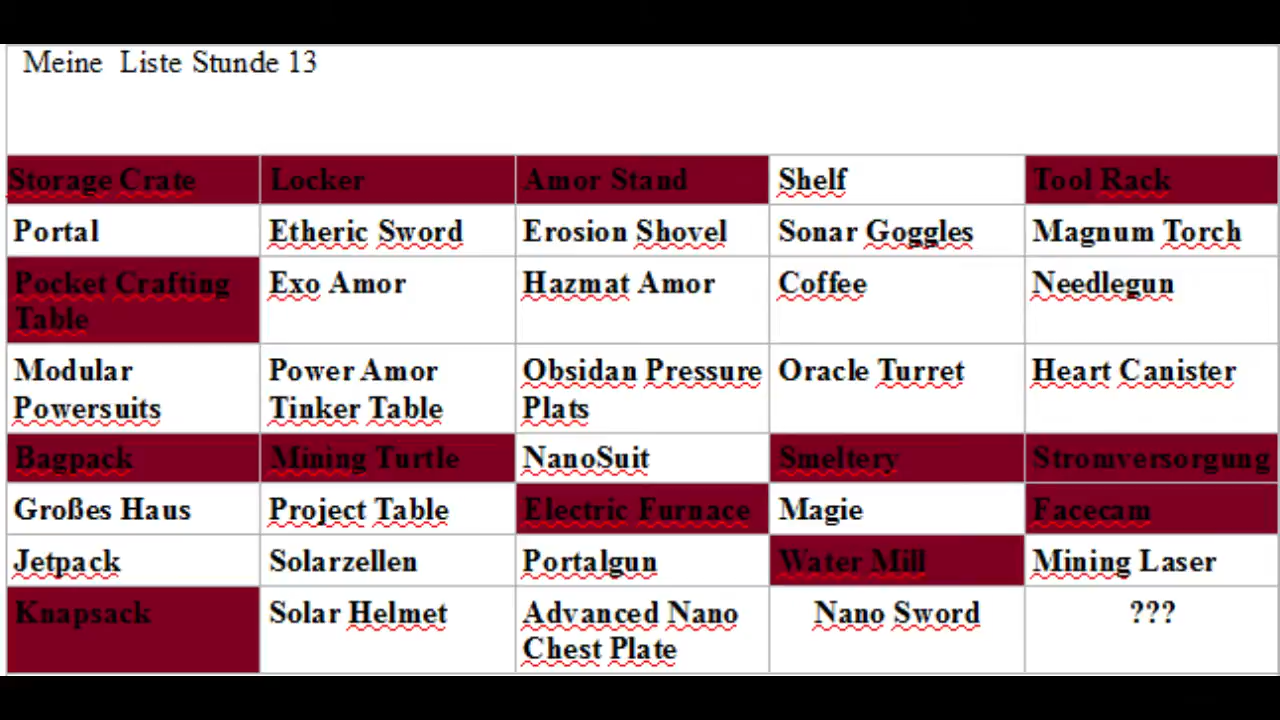 Meine Liste Stunde 13
Storage Crate Locker Amor Stand Shelf Tool Rack
Portal Etheric Sword Erosion Shovel Sonar Goggles Magnum Torch
Pocket Crafting Exo Amor Hazmat Amor Coffee Needlegun
Table
Modular Power Amor Obsidan Pressure Oracle Turret Heart Canister
Powersuits Tinker Table Plats
Bagpack Mining Turtle NanoSuit Smeltery Stromversorgung
Großes Haus Project Table Electric Furnace Magie Facecam
Jetpack Solarzellen Portalgun Water Mill Mining Laser
Knapsack Solar Helmet Advanced Nano Nano Sword ???
Chest Plate